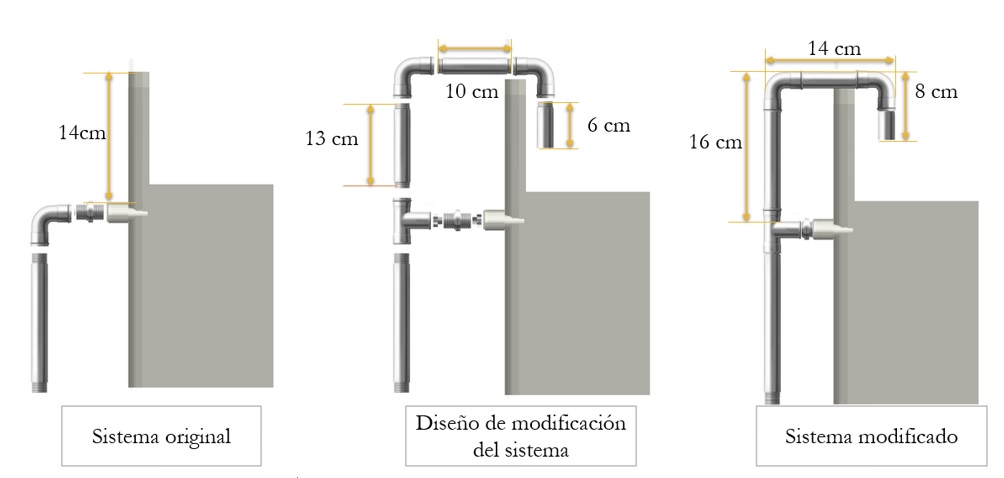 14cm
Sistema original
10 cm
13 cm
6 cm
Diseño de modificación
del sistema
14 cm
8 cm
16 cm
Sistema modificado